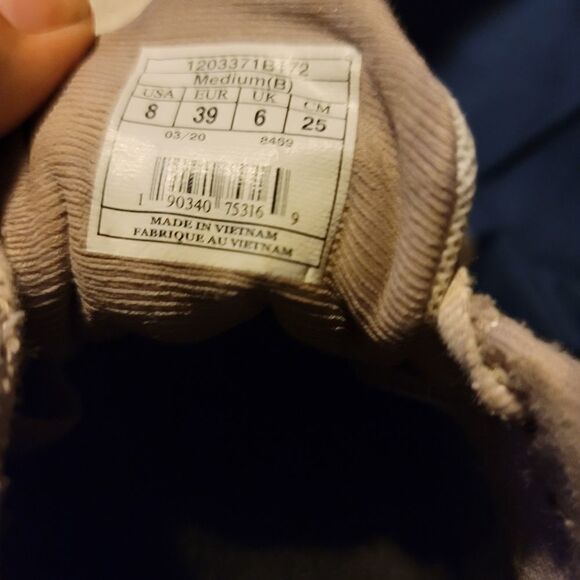 1203371B172
Medium(B)
USA EUR UK CM
8 39 6 25
03/20 8469
1 90340 75316 9
MADE IN VIETNAM
FABRIQUE AU VIETNAM